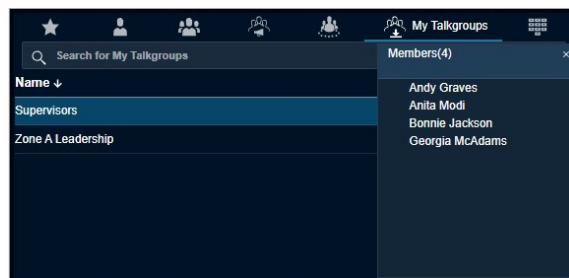 My Talkgroups
Search for My Talkgroups
Name ↓
Supervisors
Zone A Leadership
Members(4) ×
Andy Graves
Anita Modi
Bonnie Jackson
Georgia McAdams